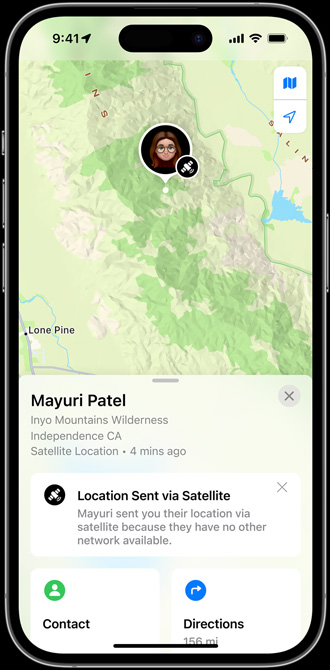 9:41
I N S
S A L I N
Lone Pine
Mayuri Patel
Inyo Mountains Wilderness
Independence CA
Satellite Location • 4 mins ago
Location Sent via Satellite
Mayuri sent you their location via
satellite because they have no other
network available.
Contact
Directions
156 mi